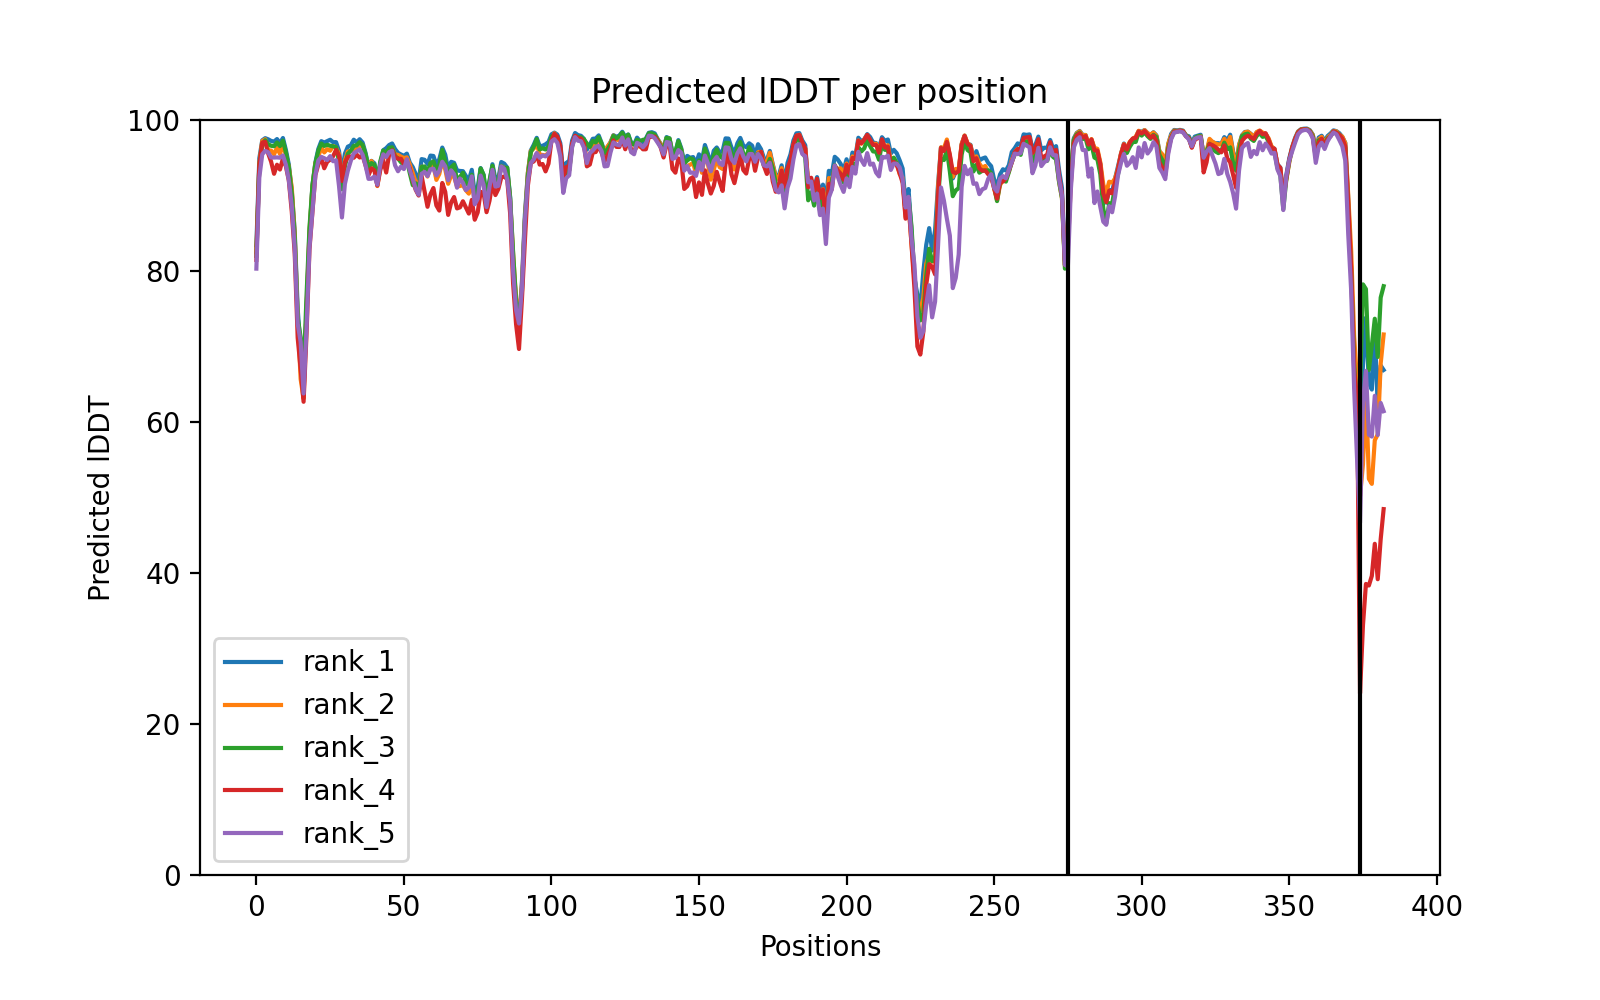 Predicted lDDT per position
100
80
60
40
20
0
Predicted lDDT
rank_1
rank_2
rank_3
rank_4
rank_5
0 50 100 150 200 250 300 350 400
Positions